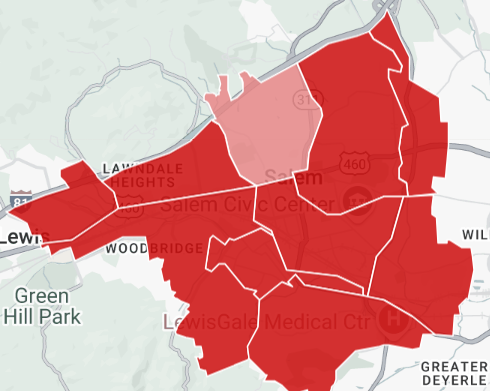 311
LAWNDALE
HEIGHTS
460
Salem
81
460
Salem Civic Center
Lewis
WOODBRIDGE
WIL
Green
Hill Park
LewisGale Medical Ctr
H
GREATER
DEYERLE